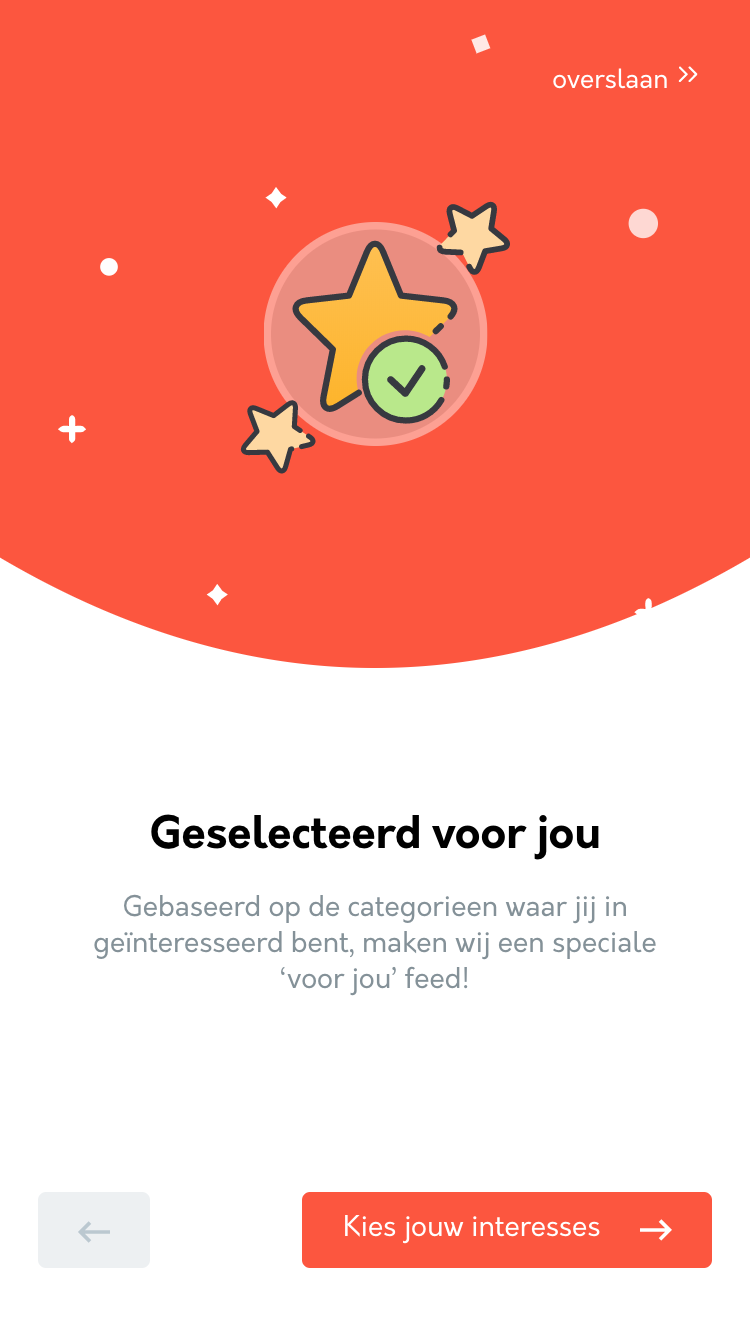 overslaan
Geselecteerd voor jou
Gebaseerd op de categorieen waar jij in
geïnteresseerd bent, maken wij een speciale
‘voor jou’ feed!
Kies jouw interesses